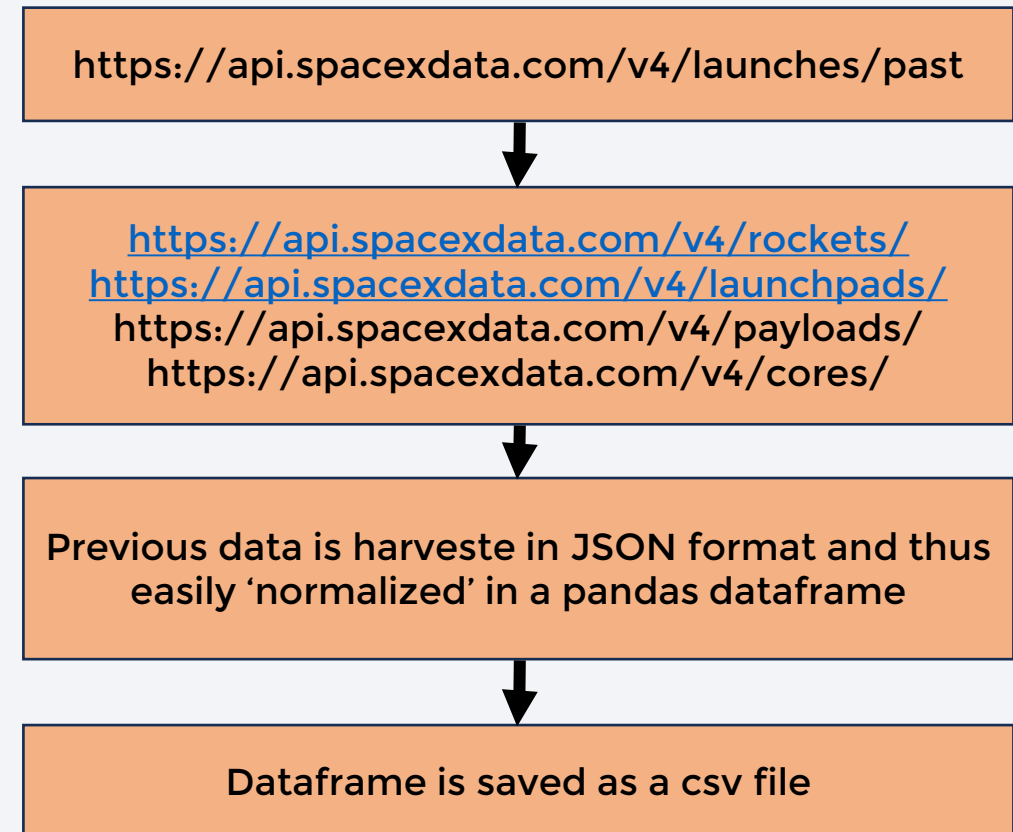 https://api.spacexdata.com/v4/launches/past
https://api.spacexdata.com/v4/rockets/
https://api.spacexdata.com/v4/launchpads/
https://api.spacexdata.com/v4/payloads/
https://api.spacexdata.com/v4/cores/
Previous data is harveste in JSON format and thus
easily ‘normalized’ in a pandas dataframe
Dataframe is saved as a csv file